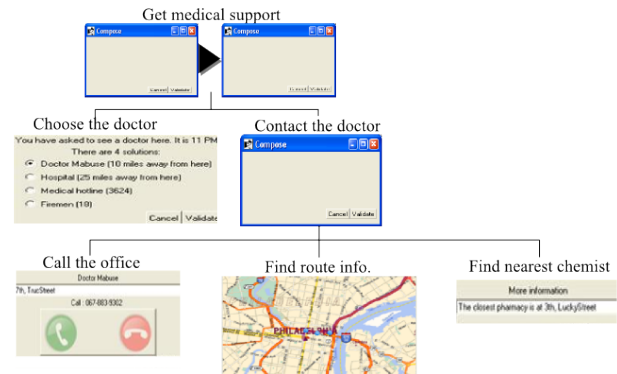 Get medical support
Compose
Compose
Cancel Validate
Cancel Validate
Choose the doctor
Contact the doctor
You have asked to see a doctor here. It is 11 PM
There are 4 solutions:
Doctor Mabuse (10 miles away from here)
Hospital (25 miles away from here)
Medical hotline (3624)
Firemen (18)
Cancel Validate
Compose
Cancel Validate
Call the office
Find route info.
Find nearest chemist
Doctor Mabuse
7th, TrucStreet
Call : 067-883-9362
PHILADELPHIA
More information
The closest pharmacy is at 3th, LuckyStreet